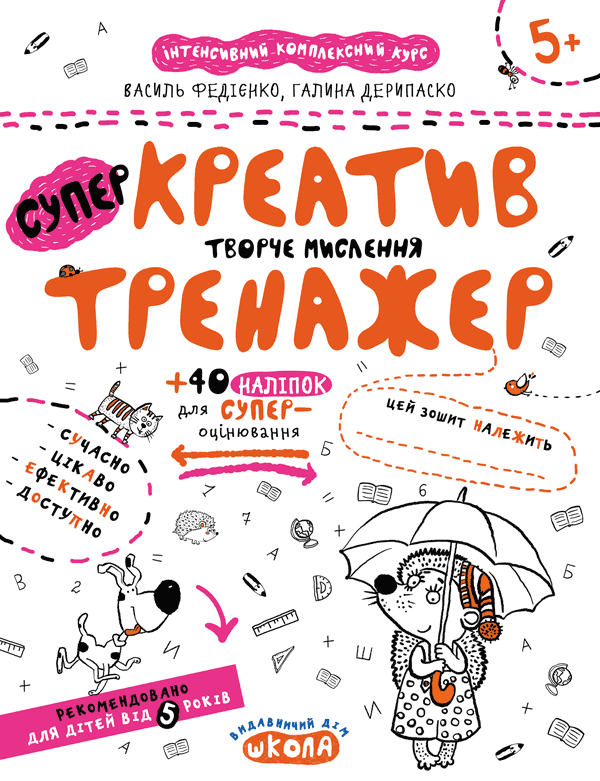 ІНТЕНСИВНИЙ КОМПЛЕКСНИЙ КУРС
5+
ВАСИЛЬ ФЕДІЄНКО, ГАЛИНА ДЕРИПАСКО
СУПЕР
КРЕАТИВ
ТВОРЧЕ МИСЛЕННЯ
ТРЕНАЖЕР
+40 НАЛІПОК
для СУПЕР–
оцінювання
ЦЕЙ ЗОШИТ НАЛЕЖИТЬ
- СУЧАСНО
- ЦІКАВО
- ЕФЕКТИВНО
- ДОСТУПНО
РЕКОМЕНДОВАНО
ДЛЯ ДІТЕЙ ВІД 5 РОКІВ
ВИДАВНИЧИЙ ДІМ
ШКОЛА